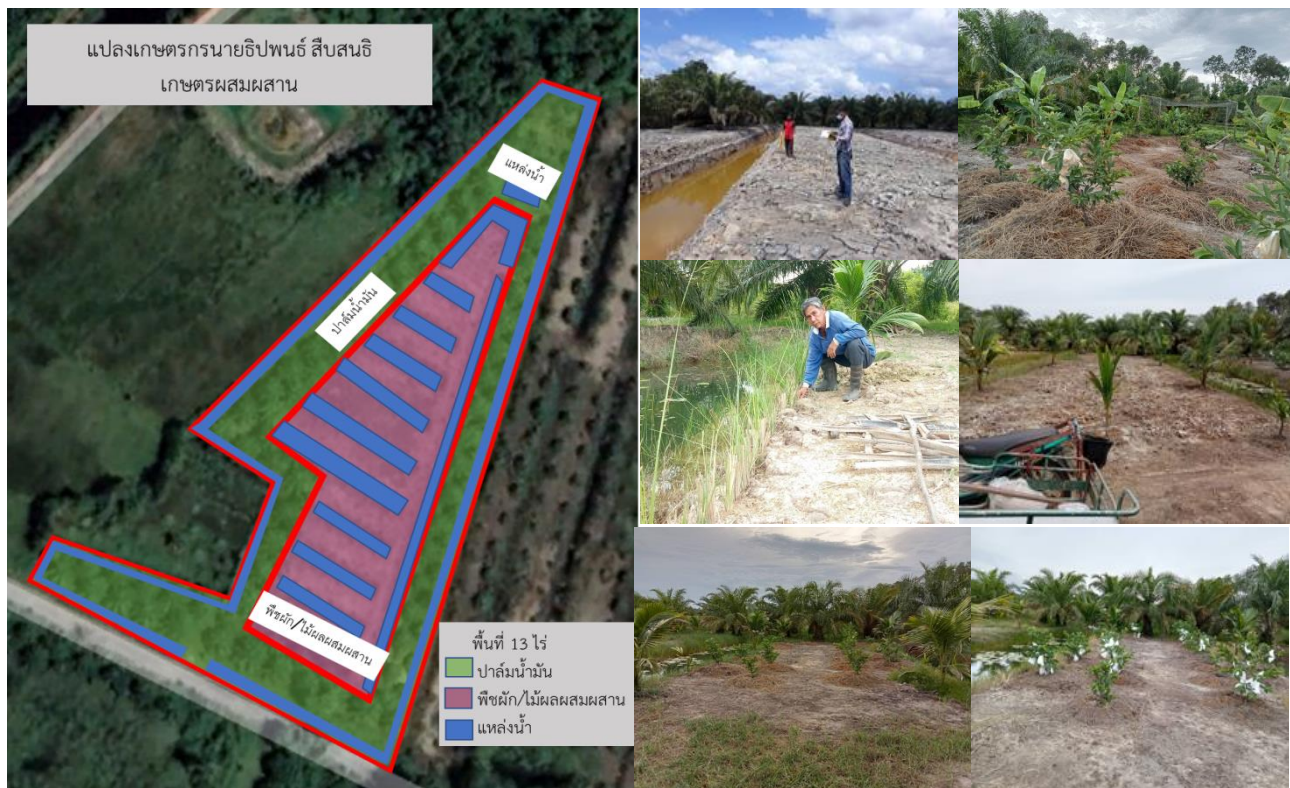 แปลงเกษตรกรนายธิปพนธ์ สืบสนธิ
เกษตรผสมผสาน
แหล่งน้ำ
ปาล์มน้ำมัน
พืชผัก/ไม้ผลผสมผสาน
พื้นที่ 13 ไร่
ปาล์มน้ำมัน
พืชผัก/ไม้ผลผสมผสาน
แหล่งน้ำ